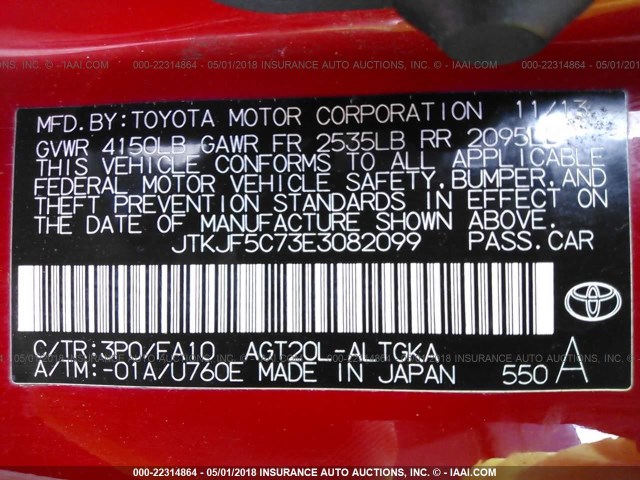 000-22314864 - 05/01/2018 INSURANCE AUTO AUCTIONS - WWW.IAAI.COM
MFD.BY:TOYOTA MOTOR CORPORATION 11/13
GVWR 4150LB GAWR FR 2535LB RR 2095LB
THIS VEHICLE CONFORMS TO ALL APPLICABLE
FEDERAL MOTOR VEHICLE SAFETY,BUMPER,AND
THEFT PREVENTION STANDARDS IN EFFECT ON
THE DATE OF MANUFACTURE SHOWN ABOVE.
JTKJF5C73E3082099 PASS.CAR
C/TR:3P0/FA10 AGT20L-ALTGKA
A/TM:-01A/U760E MADE IN JAPAN 550 A
000-22314864 - 05/01/2018 INSURANCE AUTO AUCTIONS - WWW.IAAI.COM